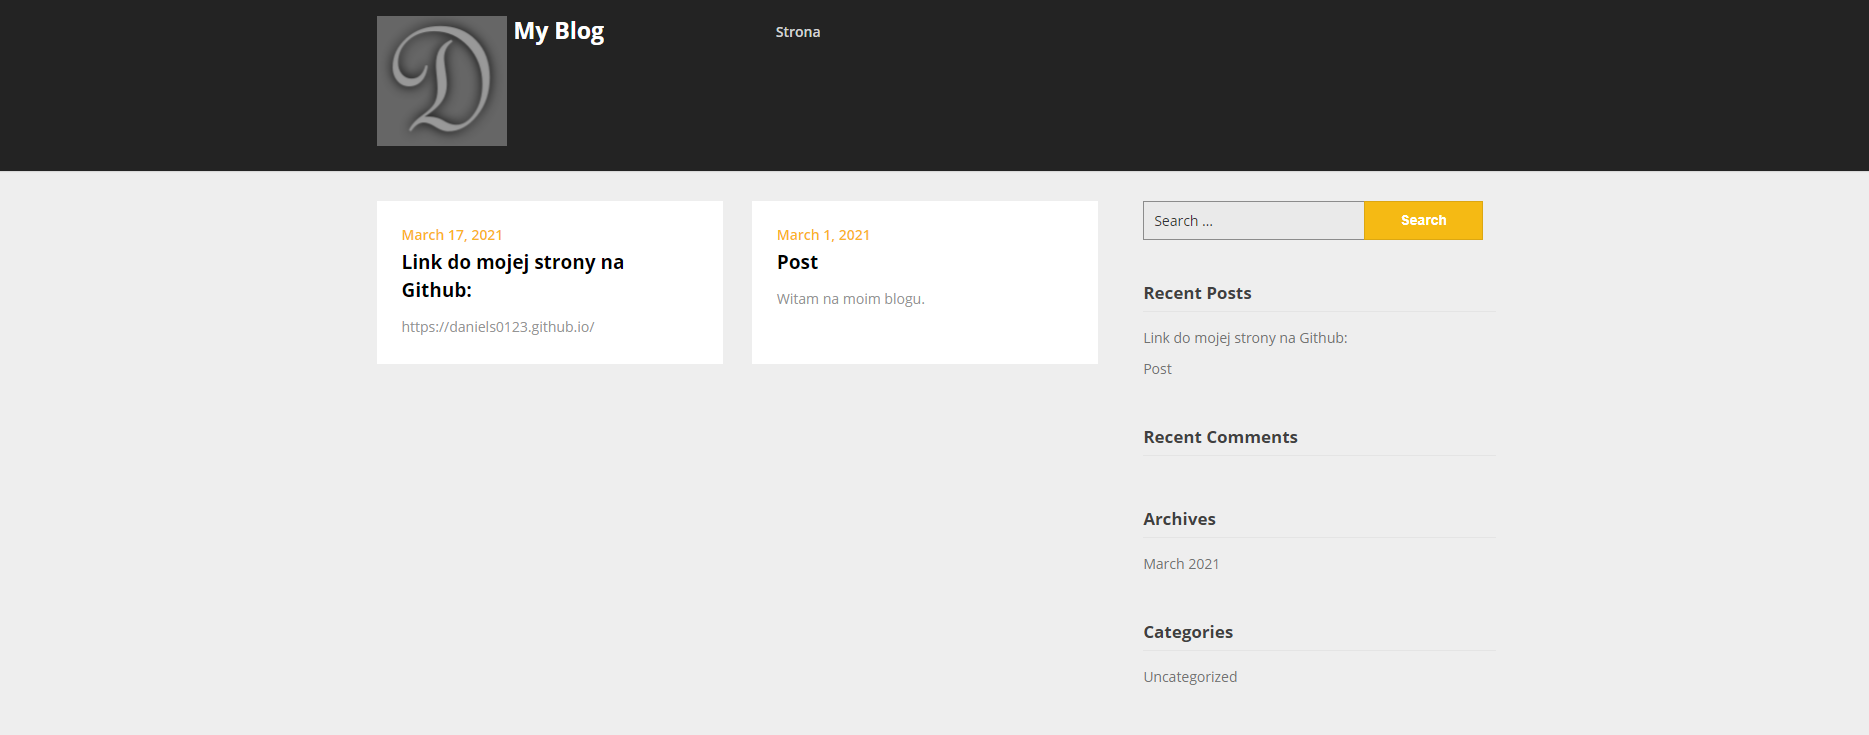 D
My Blog
Strona
March 17, 2021
Link do mojej strony na
Github:
https://daniels0123.github.io/
March 1, 2021
Post
Witam na moim blogu.
Search ...
Search
Recent Posts
Link do mojej strony na Github:
Post
Recent Comments
Archives
March 2021
Categories
Uncategorized